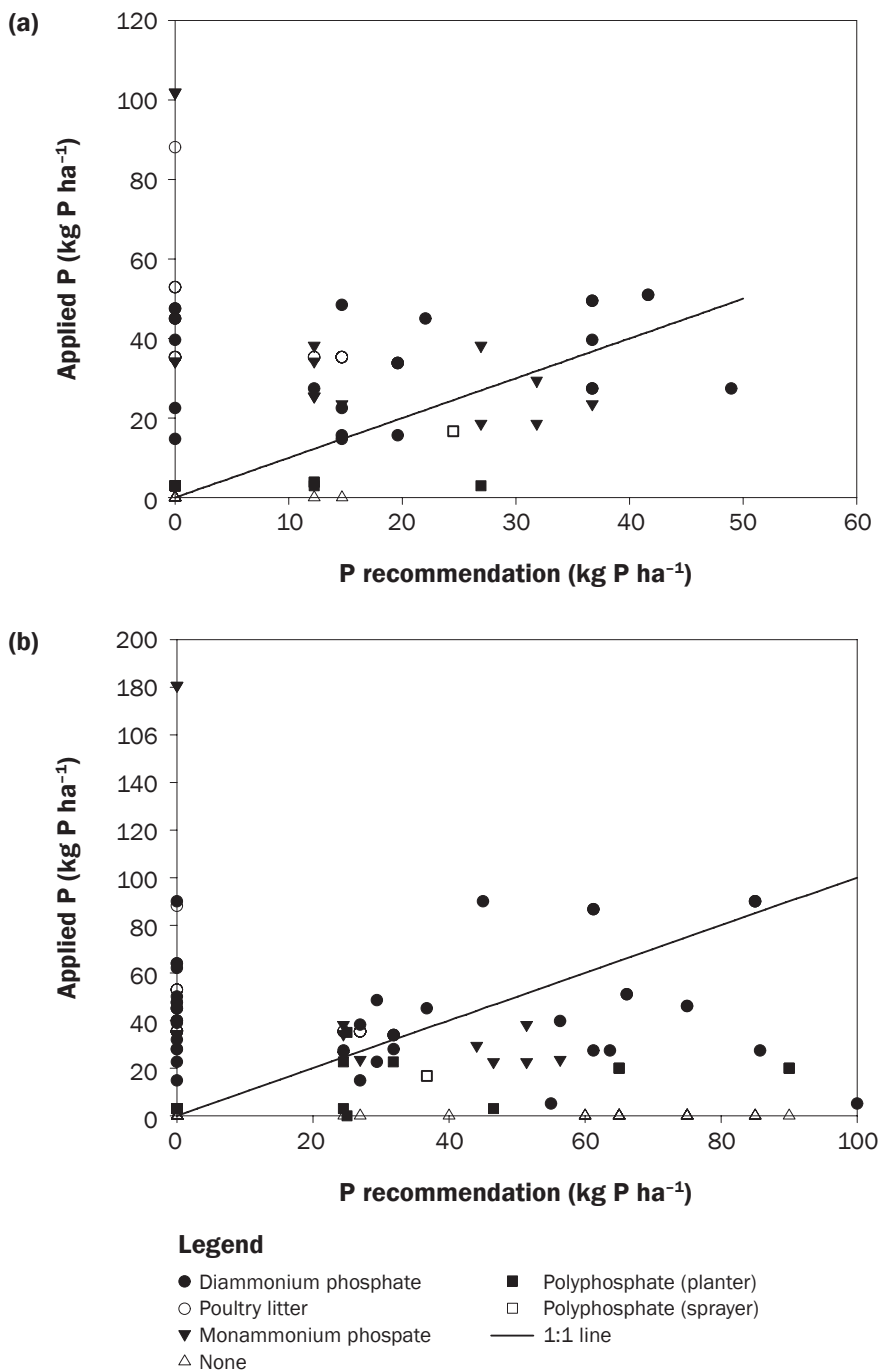 (a)
120
100
80
60
40
20
0
Applied P (kg P ha⁻¹)
0 10 20 30 40 50 60
P recommendation (kg P ha⁻¹)
(b)
200
180
106
140
120
100
80
60
40
20
0
Applied P (kg P ha⁻¹)
0 20 40 60 80 100
P recommendation (kg P ha⁻¹)
Legend
Diammonium phosphate
Poultry litter
Monammonium phospate
None
Polyphosphate (planter)
Polyphosphate (sprayer)
1:1 line